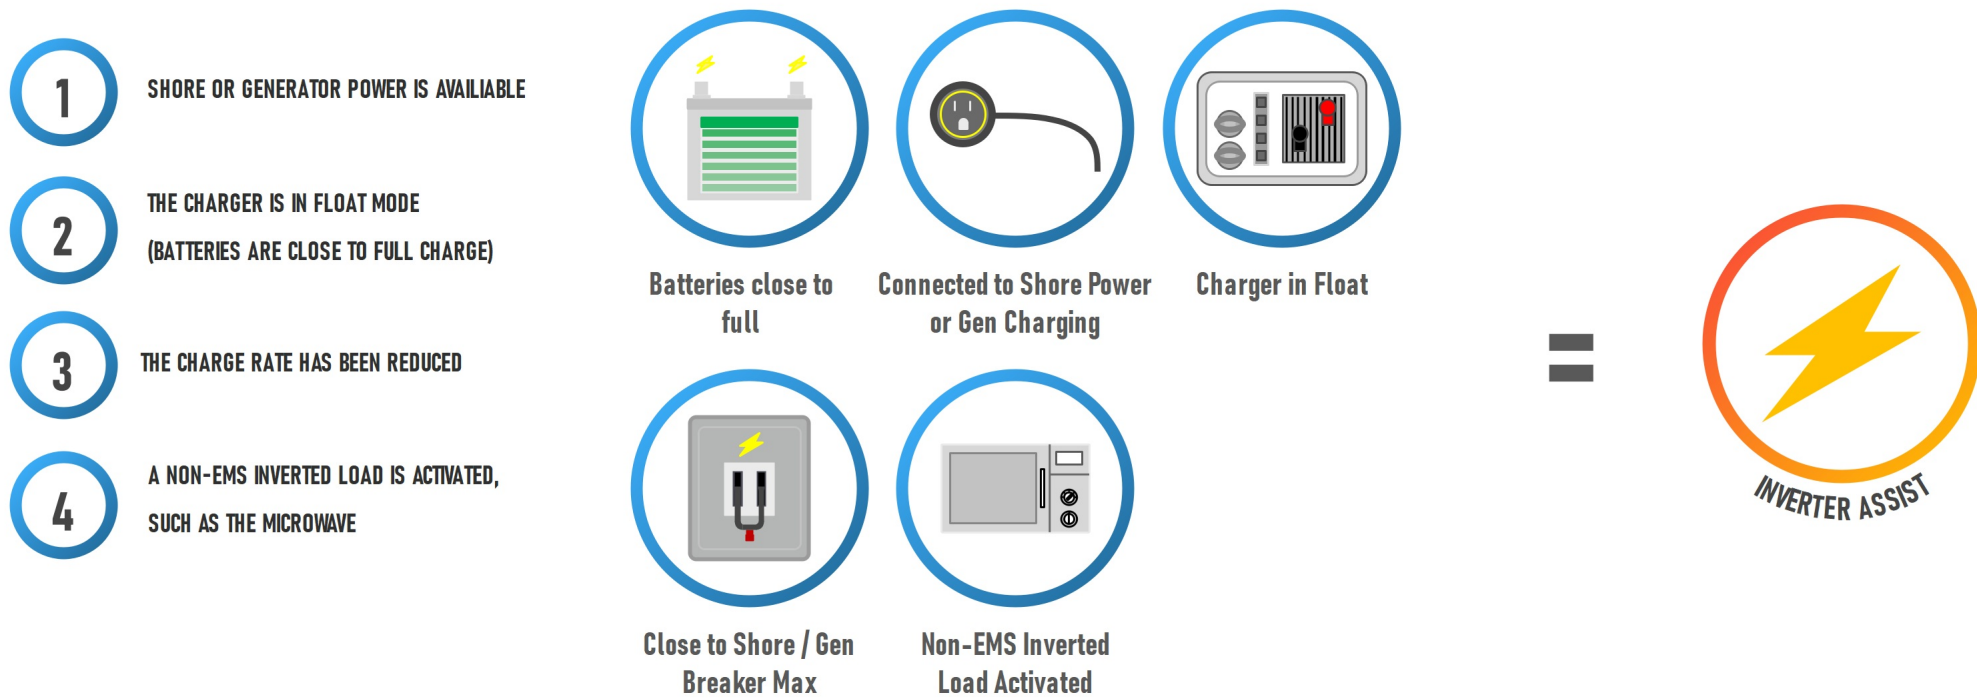 1
SHORE OR GENERATOR POWER IS AVAILIABLE
2
THE CHARGER IS IN FLOAT MODE
(BATTERIES ARE CLOSE TO FULL CHARGE)
3
THE CHARGE RATE HAS BEEN REDUCED
4
A NON-EMS INVERTED LOAD IS ACTIVATED,
SUCH AS THE MICROWAVE
Batteries close to
full
Connected to Shore Power
or Gen Charging
Charger in Float
Close to Shore / Gen
Breaker Max
Non-EMS Inverted
Load Activated
=
INVERTER ASSIST